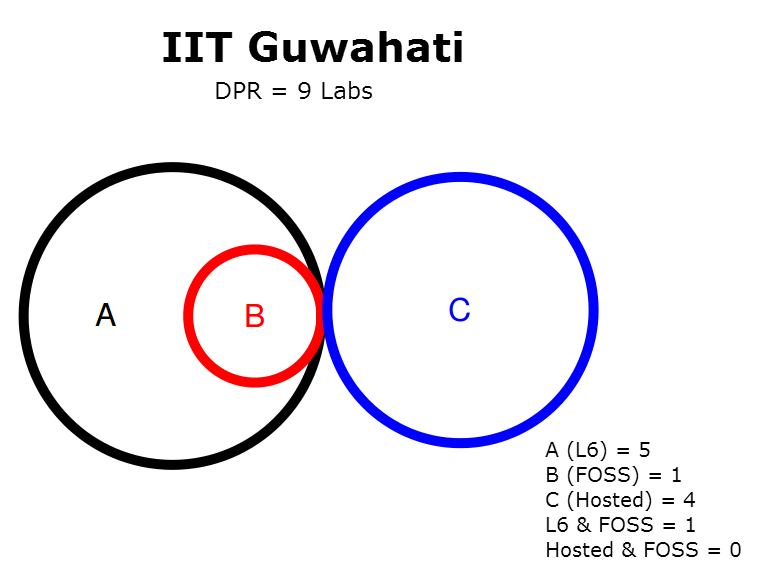 IIT Guwahati
DPR = 9 Labs
A
B
C
A (L6) = 5
B (FOSS) = 1
C (Hosted) = 4
L6 & FOSS = 1
Hosted & FOSS = 0